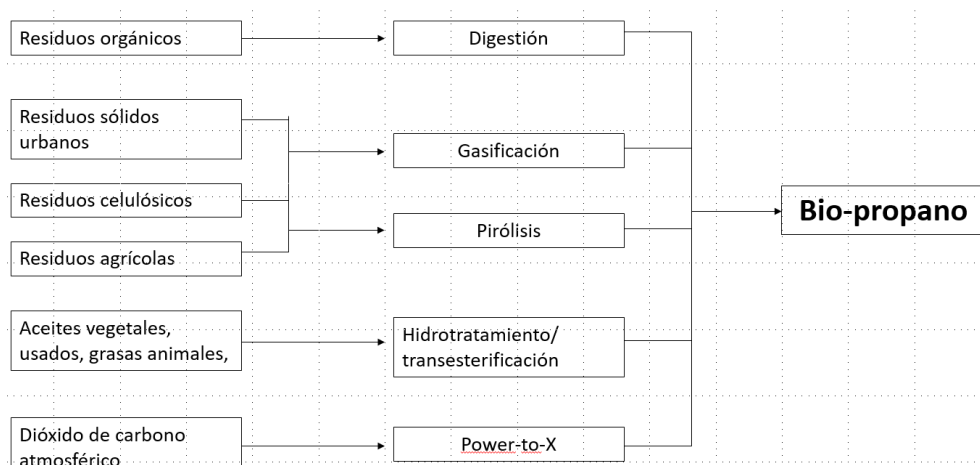 Residuos orgánicos
Digestión
Residuos sólidos
urbanos
Gasificación
Residuos celulósicos
Pirólisis
Residuos agrícolas
Bio-propano
Aceites vegetales,
usados, grasas animales,
Hidrotratamiento/
transesterificación
Dióxido de carbono
atmosférico
Power-to-X